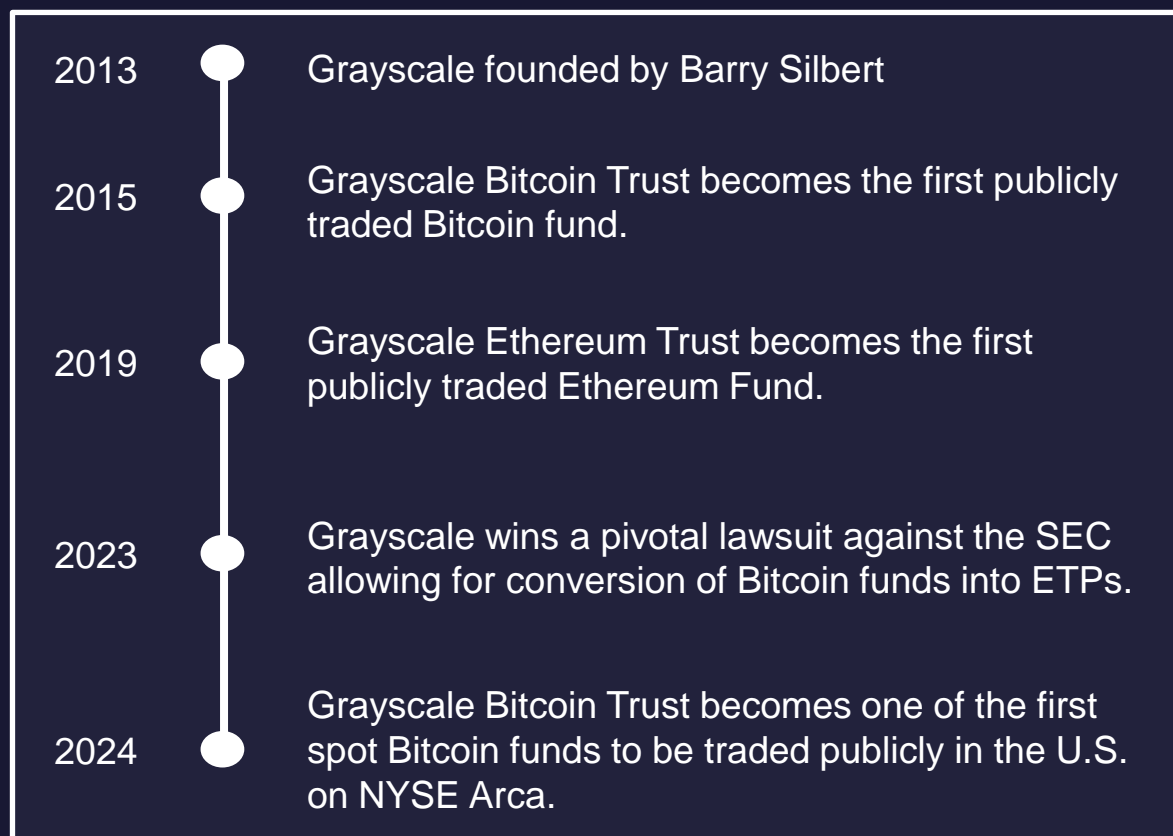 2013
Grayscale founded by Barry Silbert
2015
Grayscale Bitcoin Trust becomes the first publicly
traded Bitcoin fund.
2019
Grayscale Ethereum Trust becomes the first
publicly traded Ethereum Fund.
2023
Grayscale wins a pivotal lawsuit against the SEC
allowing for conversion of Bitcoin funds into ETPs.
2024
Grayscale Bitcoin Trust becomes one of the first
spot Bitcoin funds to be traded publicly in the U.S.
on NYSE Arca.